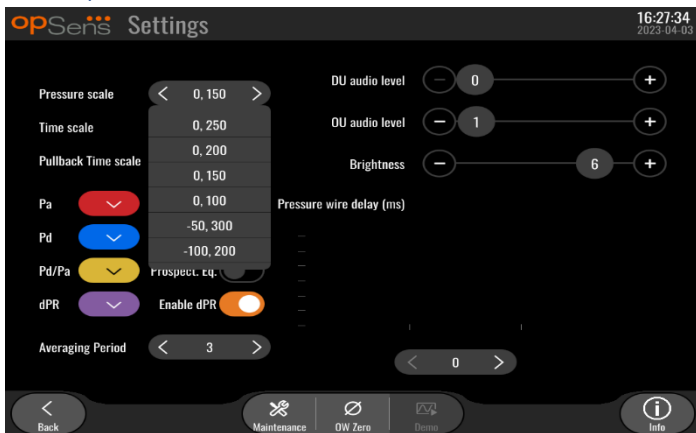 opSens Settings
16:27:34
2023-04-03
Pressure scale
0, 150
Time scale
0, 250
0, 200
0, 150
0, 100
-50, 300
-100, 200
Pullback Time scale
DU audio level
0
OU audio level
1
Brightness
6
Pa
Pressure wire delay (ms)
Pd
Pd/Pa
Prospect. Eq.
dPR
Enable dPR
Averaging Period
3
0
Back
Maintenance
OW Zero
Demo
Info